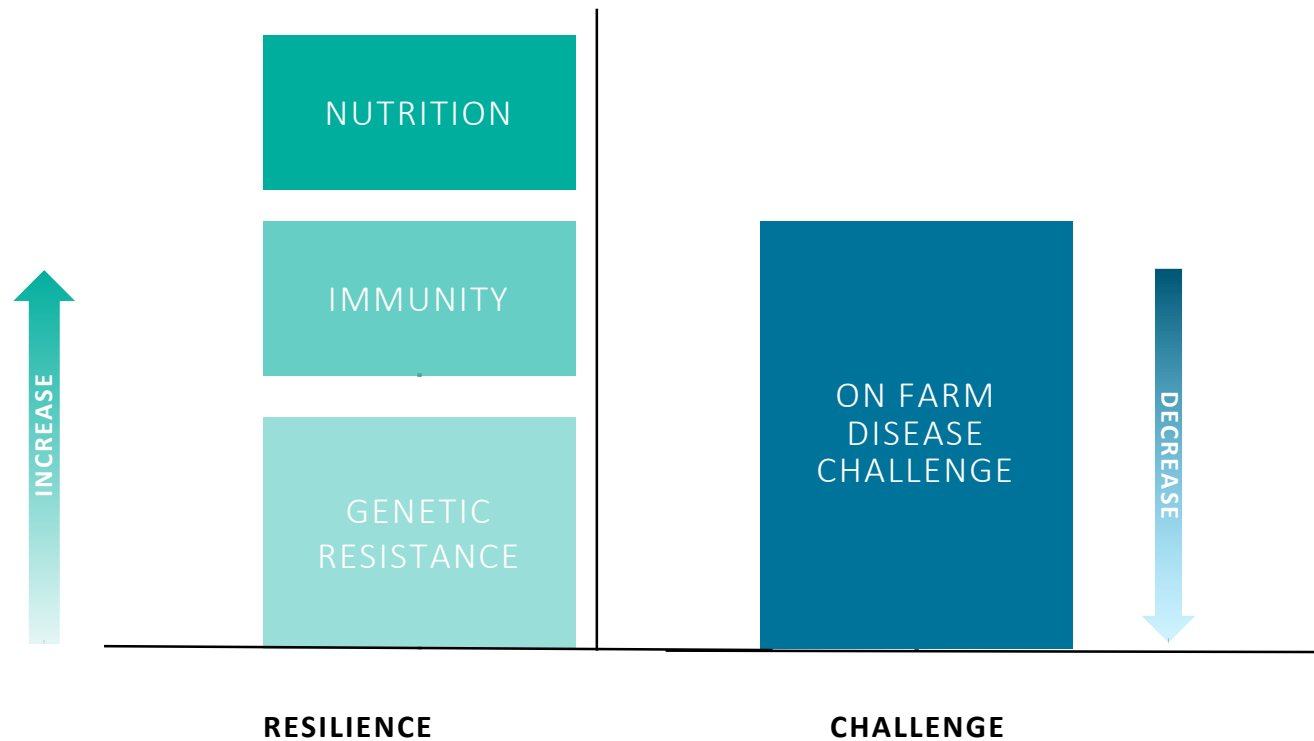 NUTRITION
IMMUNITY
GENETIC
RESISTANCE
INCREASE
ON FARM
DISEASE
CHALLENGE
DECREASE
RESILIENCE
CHALLENGE